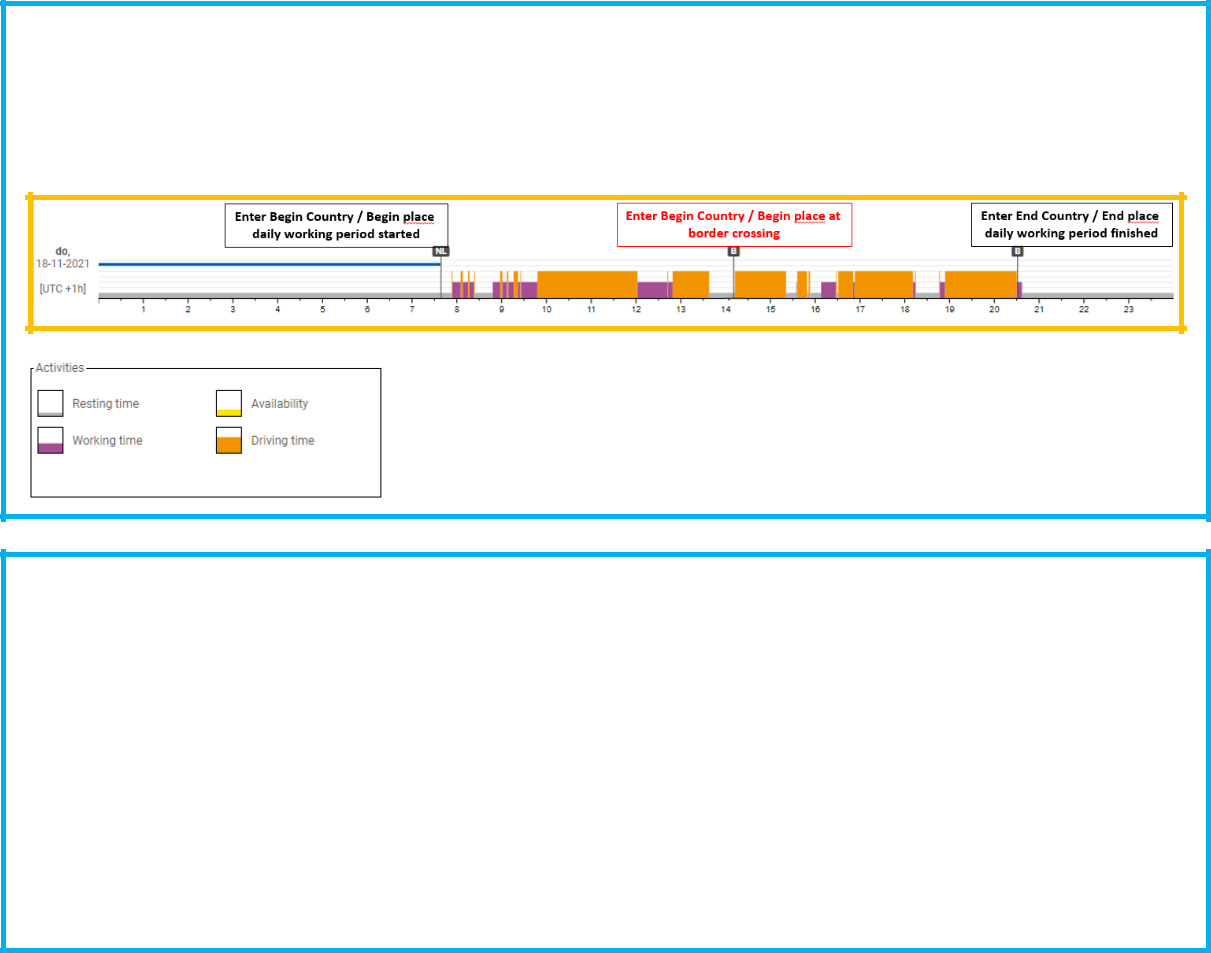 Enter Begin Country / Begin place
daily working period started
Enter Begin Country / Begin place at
border crossing
Enter End Country / End place
daily working period finished
NL
B
B
do,
18-11-2021
[UTC +1h]
1 2 3 4 5 6 7 8 9 10 11 12 13 14 15 16 17 18 19 20 21 22 23
Activities
Resting time
Availability
Working time
Driving time